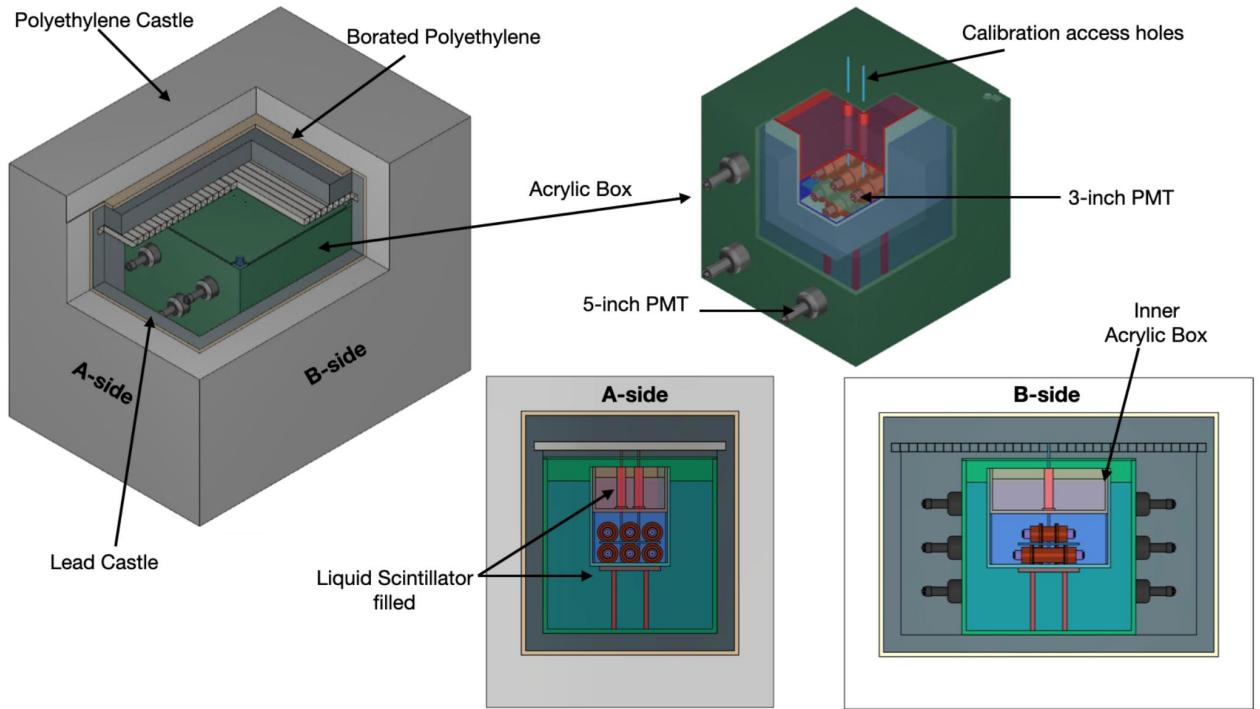 Polyethylene Castle
Borated Polyethylene
Calibration access holes
Acrylic Box
3-inch PMT
5-inch PMT
Inner
Acrylic Box
A-side
B-side
A-side
B-side
Lead Castle
Liquid Scintillator
filled